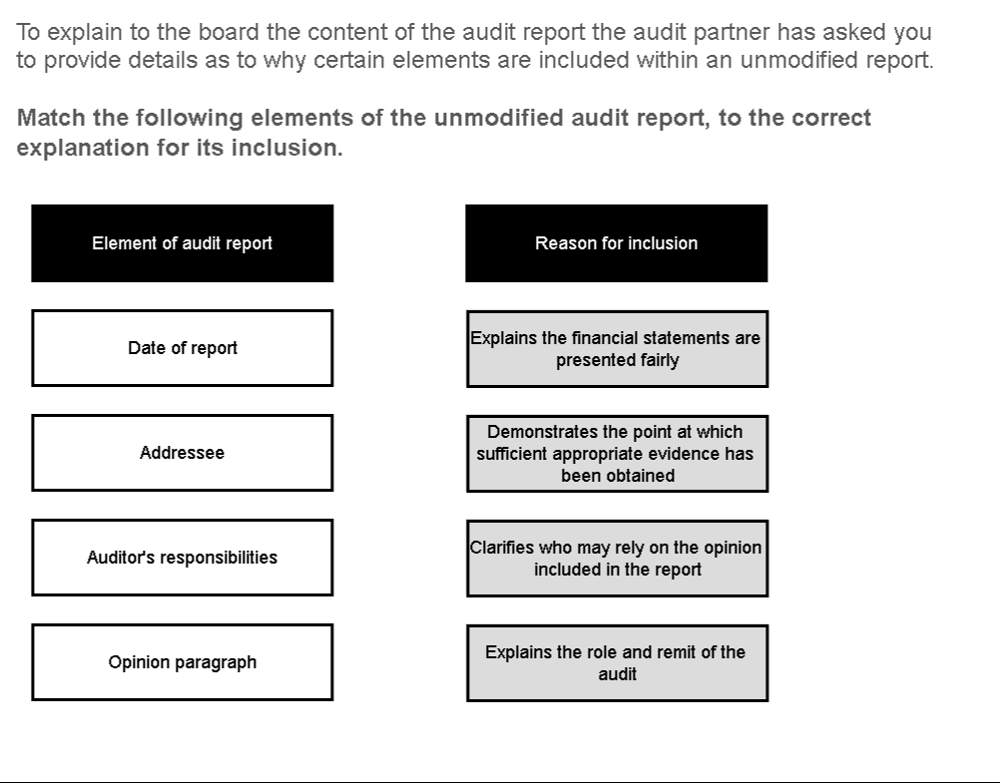 To explain to the board the content of the audit report the audit partner has asked you
to provide details as to why certain elements are included within an unmodified report.
Match the following elements of the unmodified audit report, to the correct
explanation for its inclusion.
Element of audit report
Reason for inclusion
Date of report
Explains the financial statements are
presented fairly
Addressee
Demonstrates the point at which
sufficient appropriate evidence has
been obtained
Auditor's responsibilities
Clarifies who may rely on the opinion
included in the report
Opinion paragraph
Explains the role and remit of the
audit